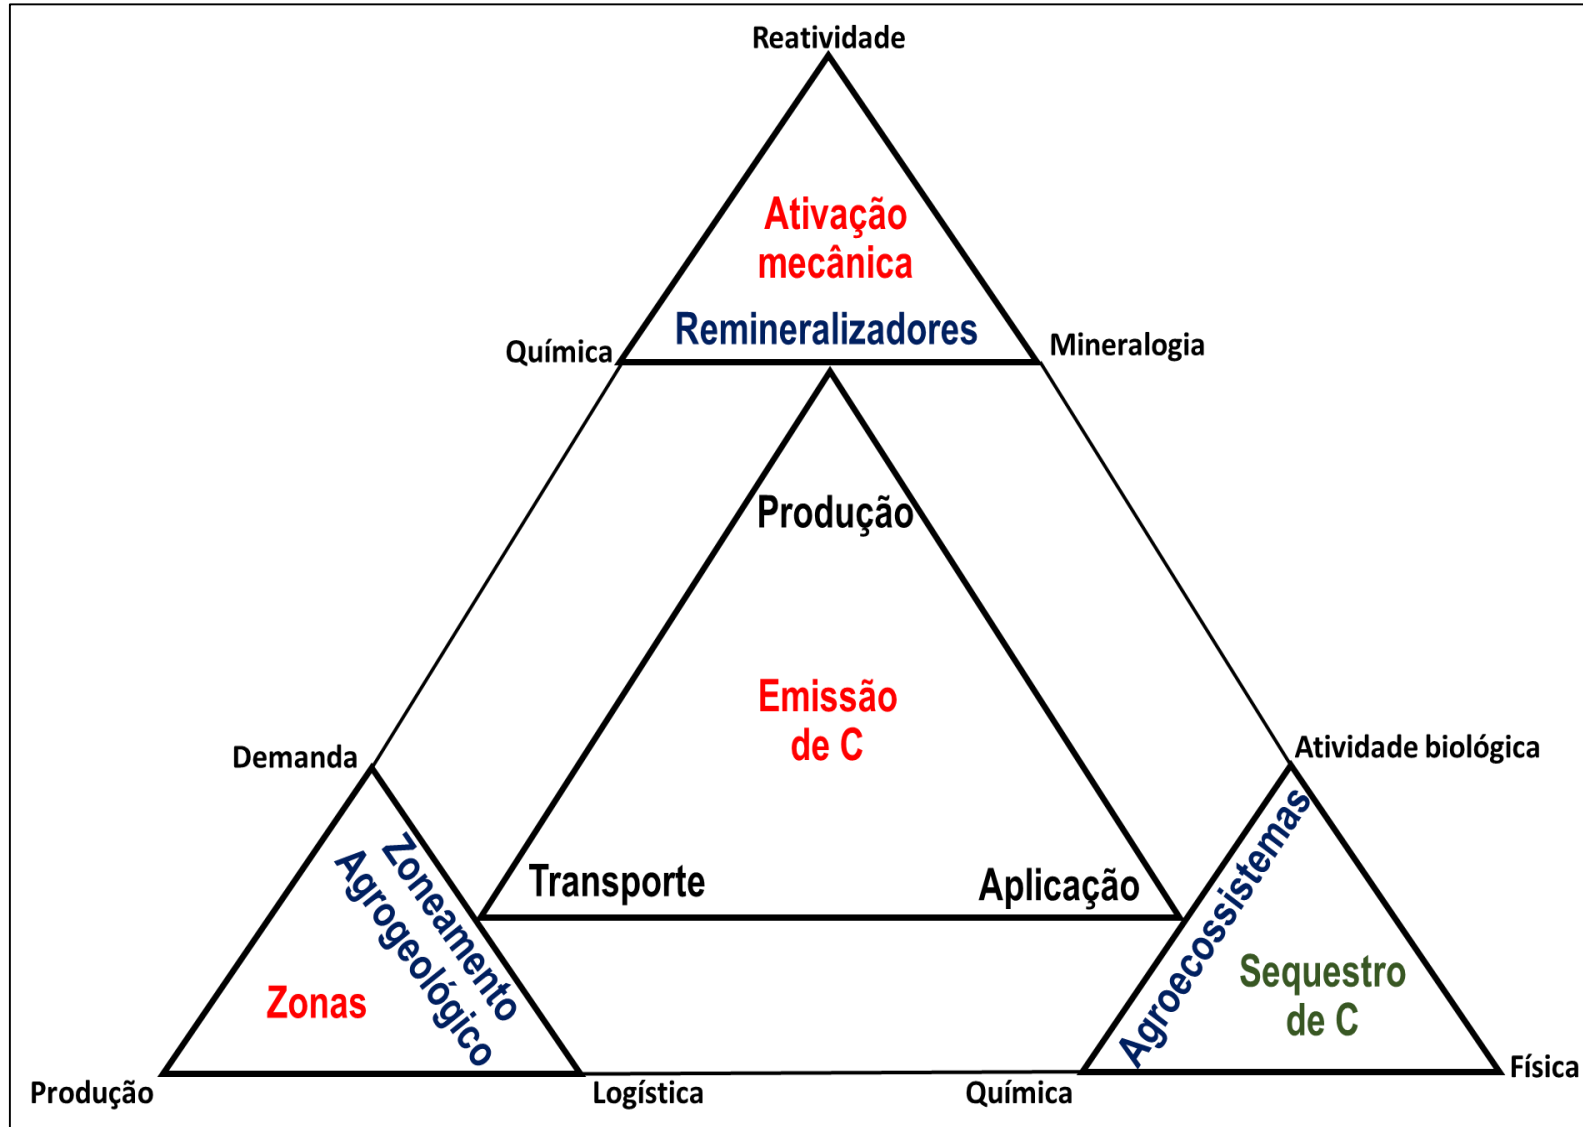 Reatividade
Ativação
mecânica
Remineralizadores
Química
Mineralogia
Produção
Emissão
de C
Transporte
Aplicação
Demanda
Zoneamento
Agrogeológico
Zonas
Produção
Logística
Atividade biológica
Agroecossistemas
Sequestro
de C
Química
Física